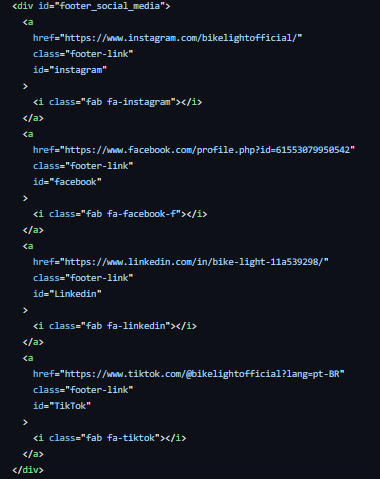 <div id="footer_social_media">
<a
href="https://www.instagram.com/bikelightofficial/"
class="footer-link"
id="instagram"
>
<i class="fab fa-instagram"></i>
</a>
<a
href="https://www.facebook.com/profile.php?id=61553079950542"
class="footer-link"
id="facebook"
>
<i class="fab fa-facebook-f"></i>
</a>
<a
href="https://www.linkedin.com/in/bike-light-11a539298/"
class="footer-link"
id="Linkedin"
>
<i class="fab fa-linkedin"></i>
</a>
<a
href="https://www.tiktok.com/@bikelightofficial?lang=pt-BR"
class="footer-link"
id="TikTok"
>
<i class="fab fa-tiktok"></i>
</a>
</div>